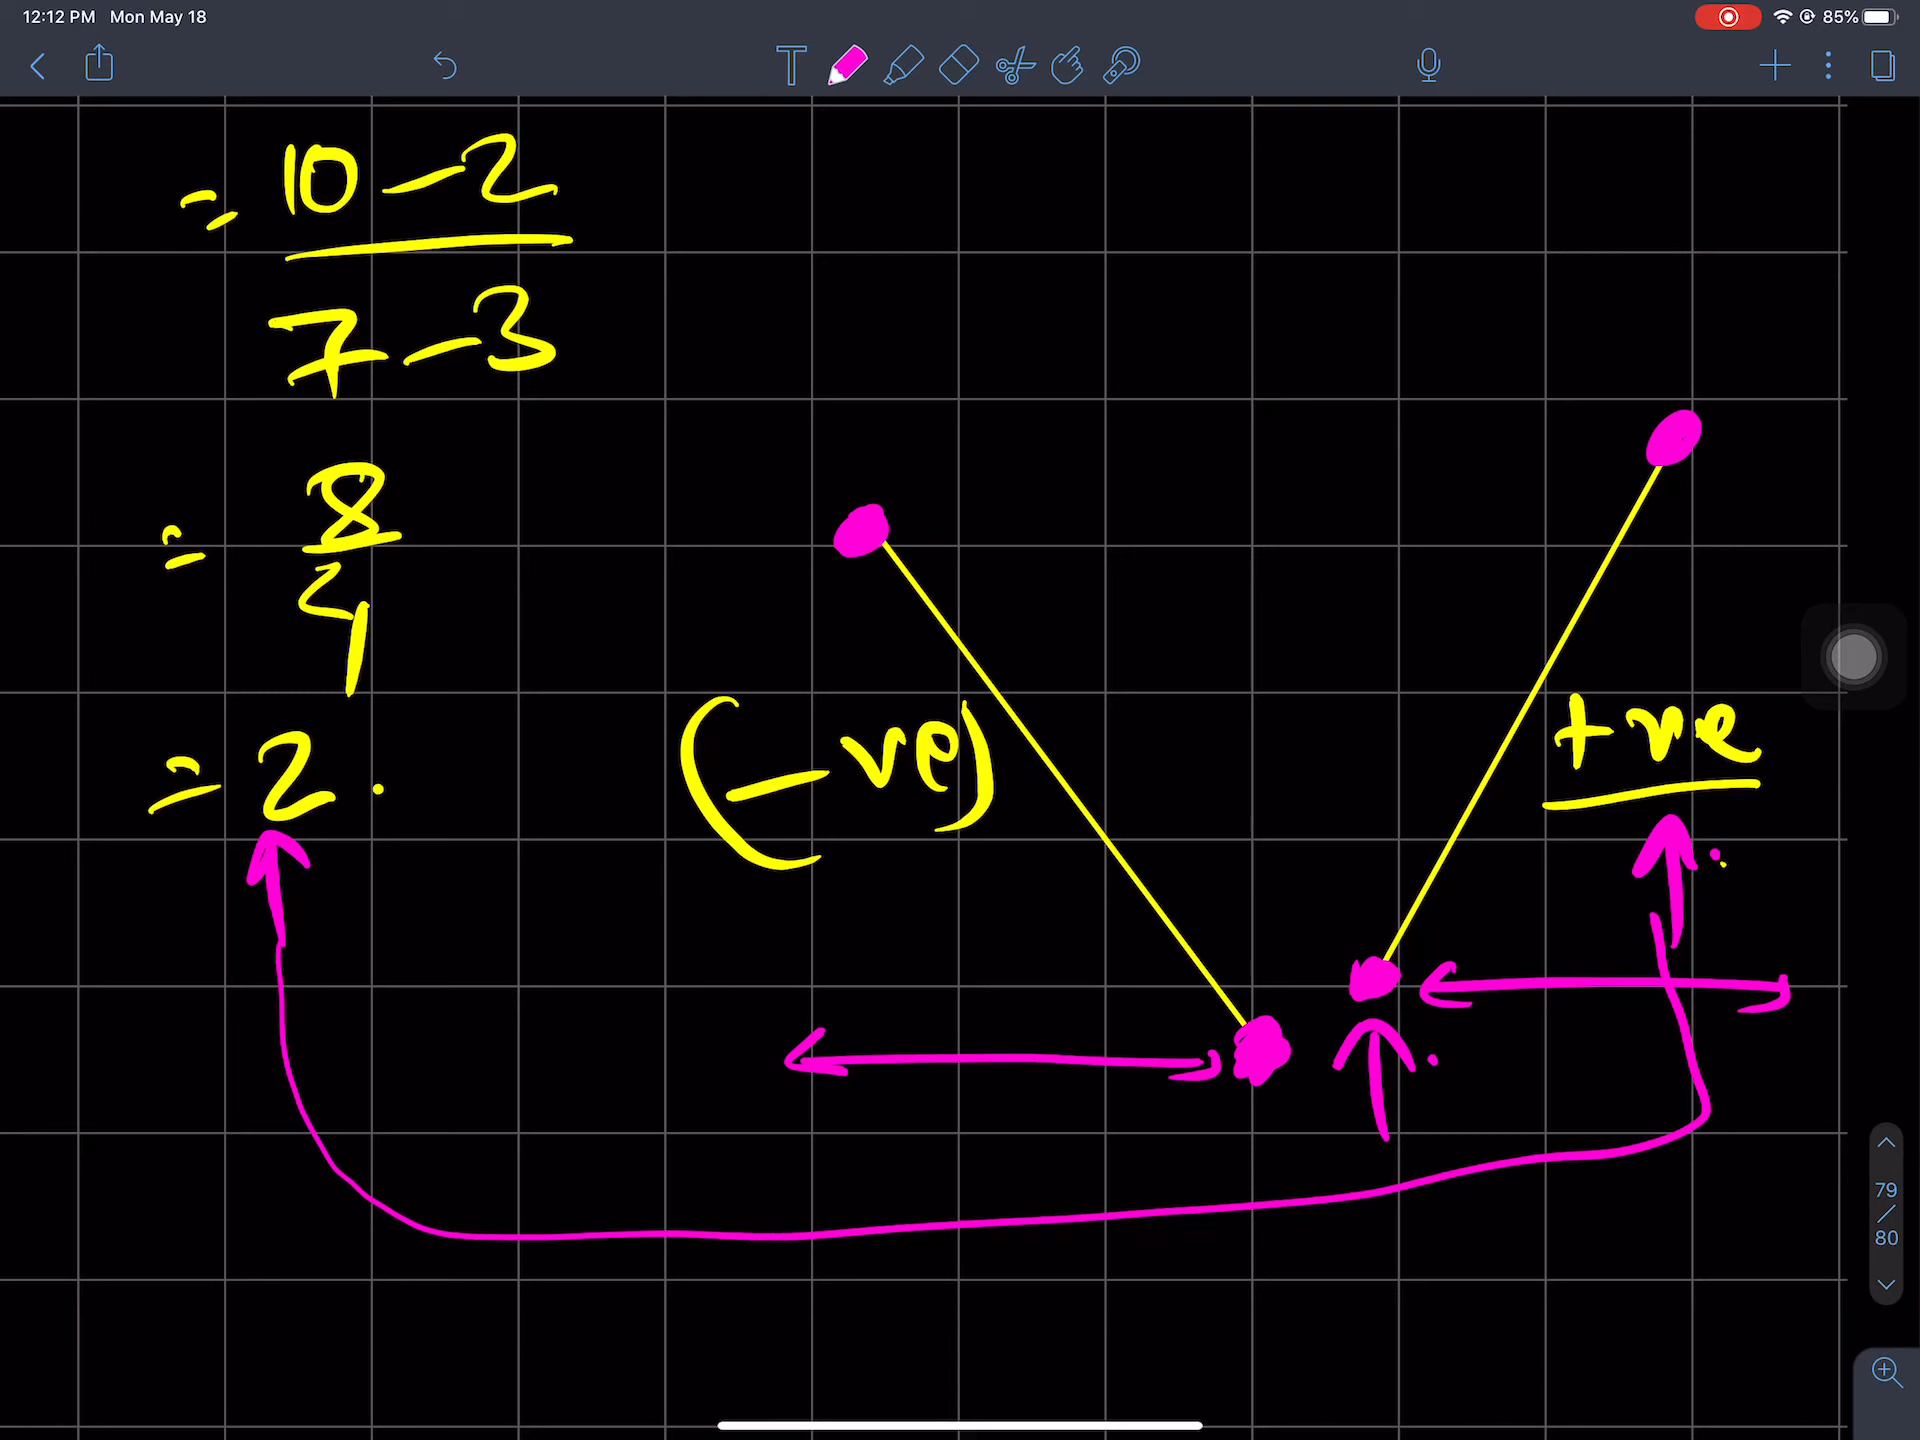 12:12 PM Mon May 18
85%
= 10 - 2
7 - 3
= 8
4
= 2 .
(-ve)
+ve
79
/
80